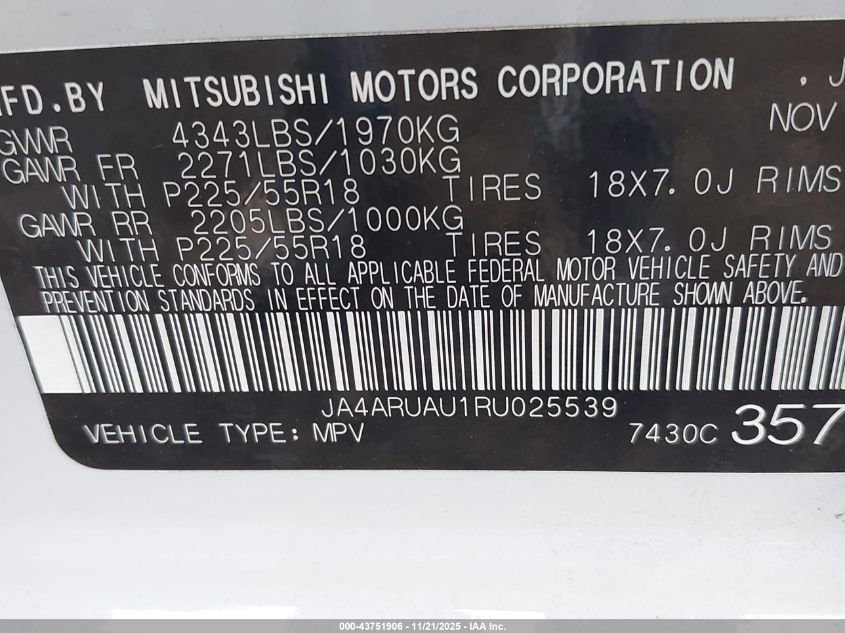 MFD.BY MITSUBISHI MOTORS CORPORATION , J
NOV
GVWR 4343LBS/1970KG
GAWR FR 2271LBS/1030KG
WITH P225/55R18 TIRES 18X7.0J RIMS
GAWR RR 2205LBS/1000KG
WITH P225/55R18 TIRES 18X7.0J RIMS
THIS VEHICLE CONFORMS TO ALL APPLICABLE FEDERAL MOTOR VEHICLE SAFETY AND
PREVENTION STANDARDS IN EFFECT ON THE DATE OF MANUFACTURE SHOWN ABOVE.
JA4ARUAU1RU025539
VEHICLE TYPE: MPV 7430C 357
000-43751906 - 11/21/2025 - IAA Inc.